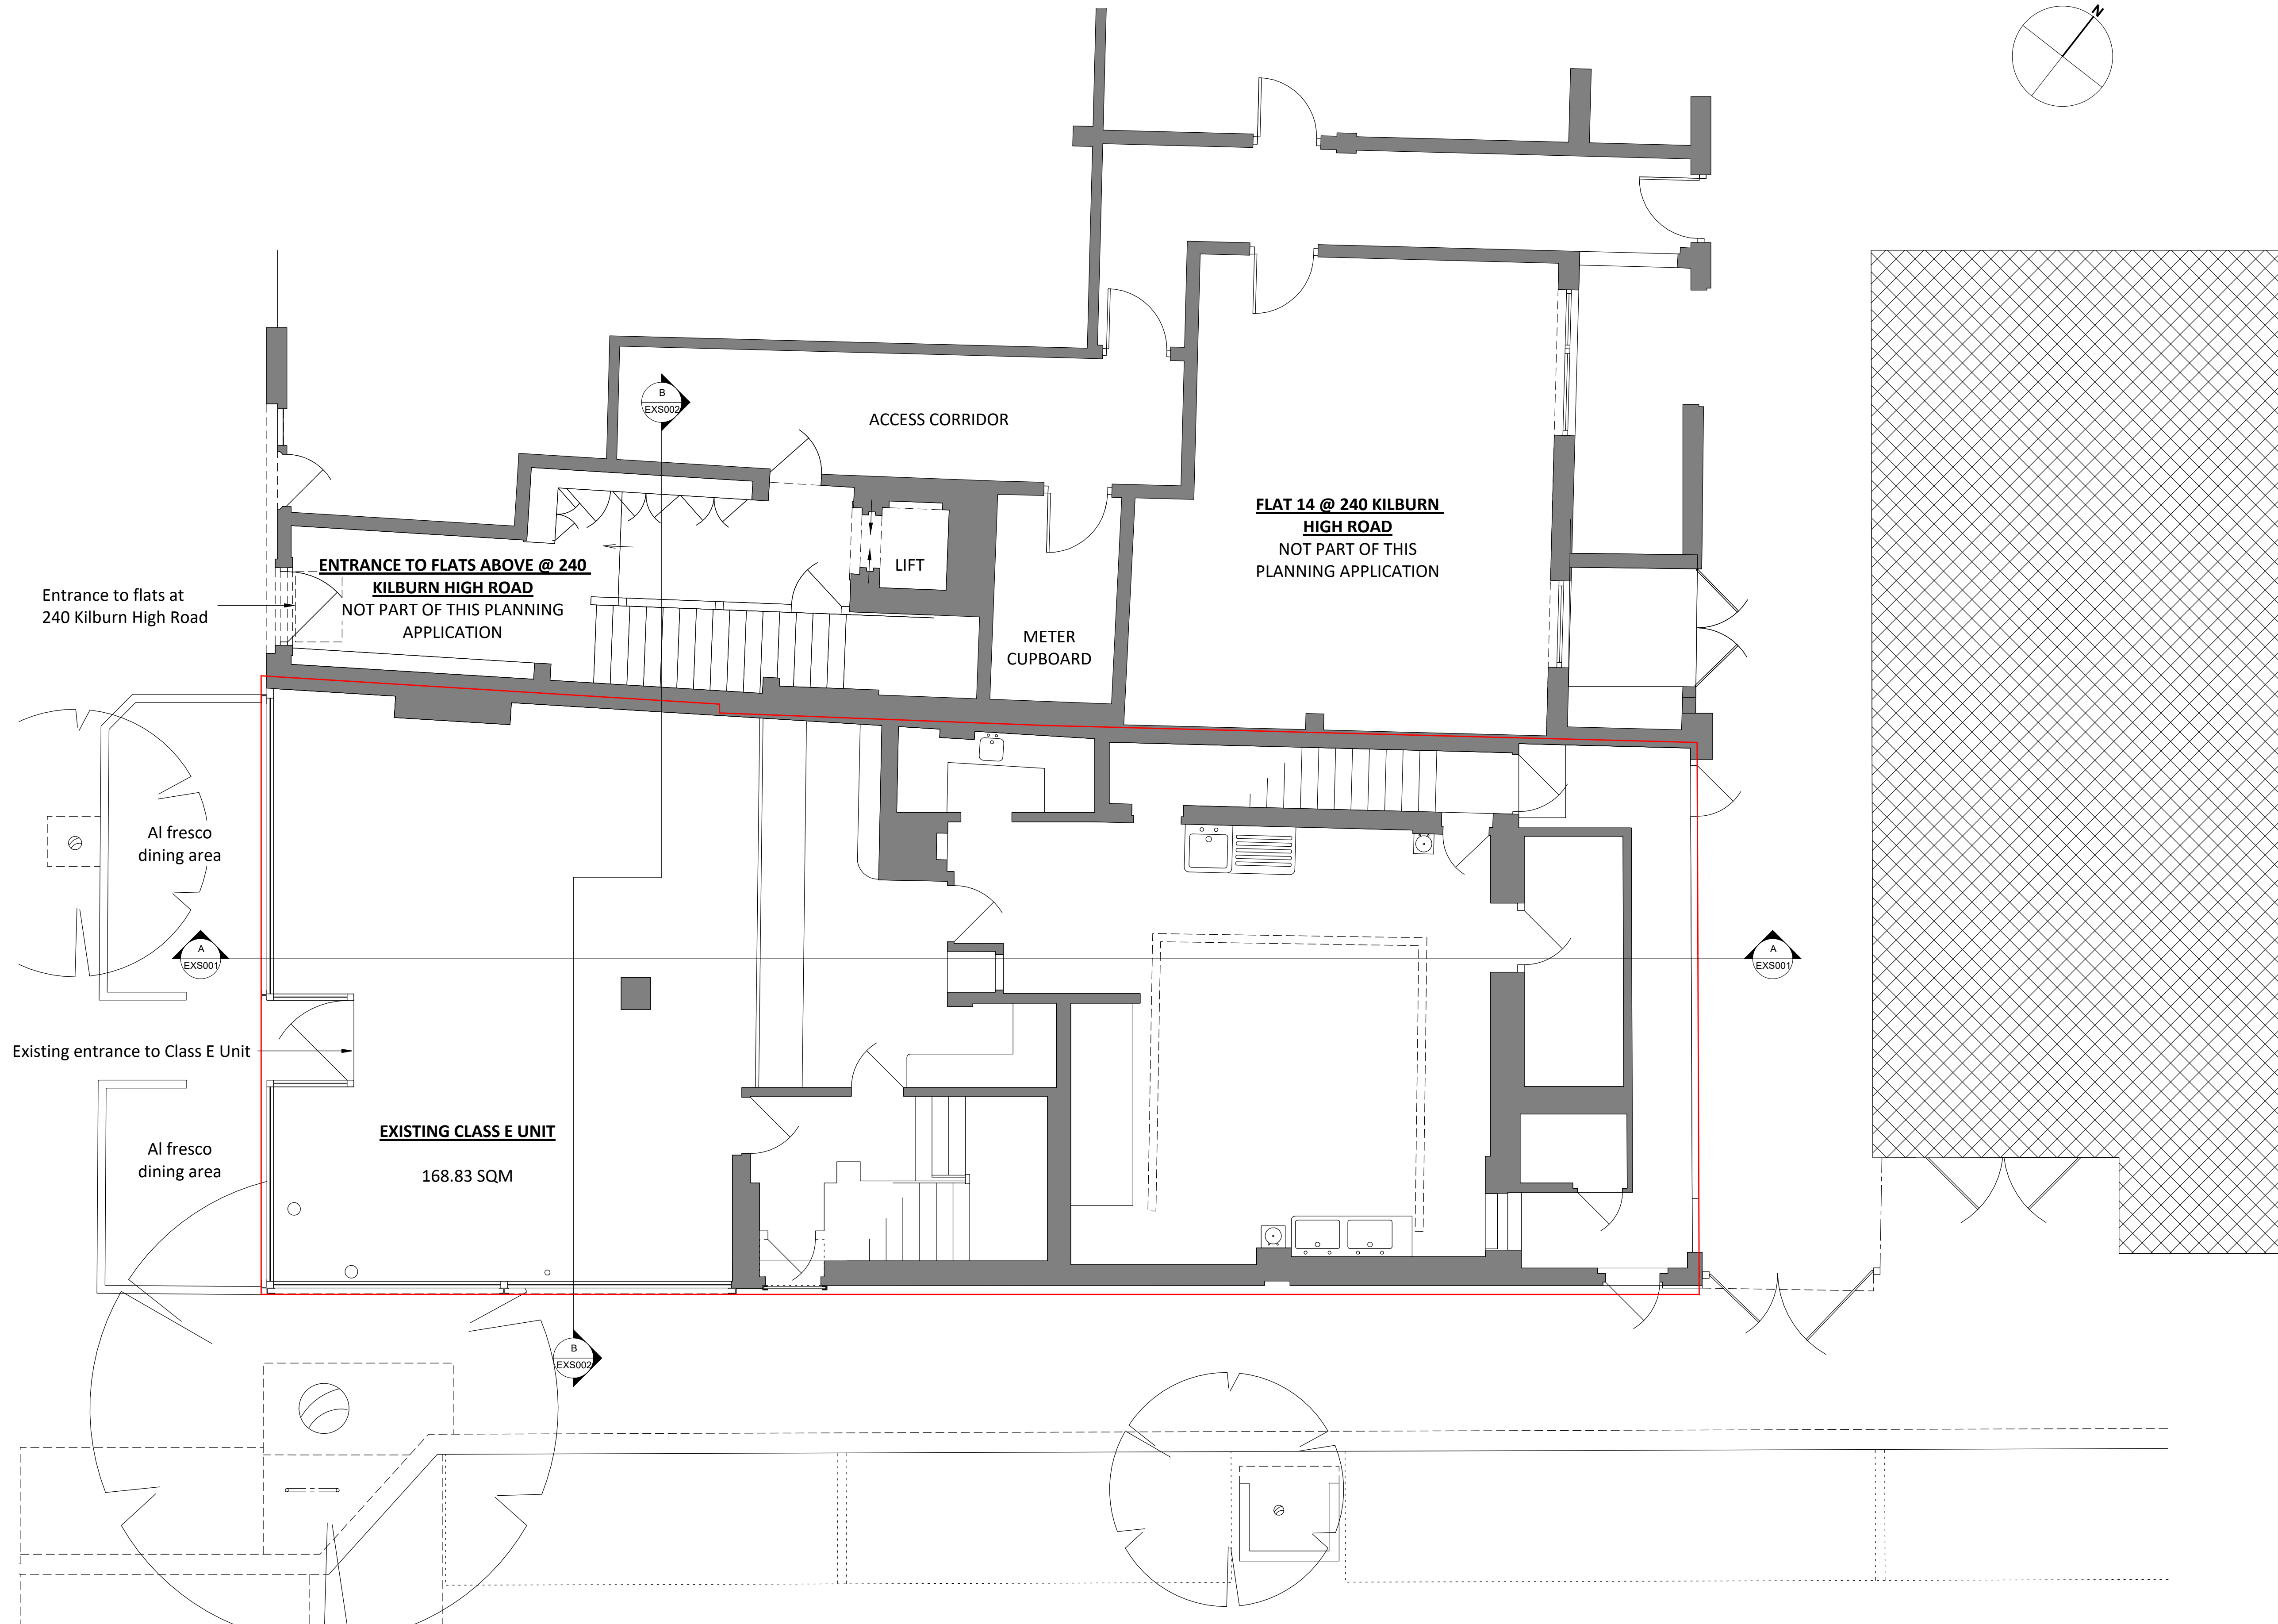 N
B
EXS002
ACCESS CORRIDOR
FLAT 14 @ 240 KILBURN
HIGH ROAD
NOT PART OF THIS
PLANNING APPLICATION
ENTRANCE TO FLATS ABOVE @ 240
KILBURN HIGH ROAD
NOT PART OF THIS PLANNING
APPLICATION
LIFT
Entrance to flats at
240 Kilburn High Road
METER
CUPBOARD
Al fresco
dining area
A
EXS001
A
EXS001
Existing entrance to Class E Unit
EXISTING CLASS E UNIT
168.83 SQM
Al fresco
dining area
B
EXS002